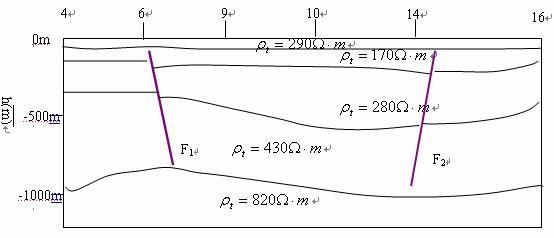 4 6 9 10 14 16
0m
ρt = 290Ω·m
ρt = 170Ω·m
h(m)
-500m
ρt = 280Ω·m
F1
ρt = 430Ω·m
F2
-1000m
ρt = 820Ω·m